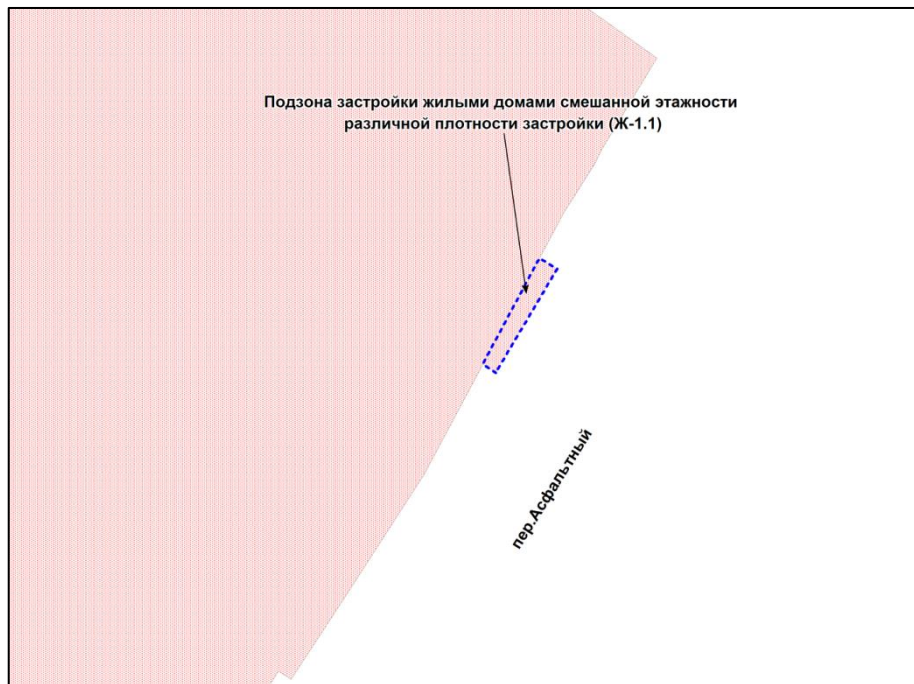 Подзона застройки жилыми домами смешанной этажности
различной плотности застройки (Ж-1.1)
пер.Асфальтный